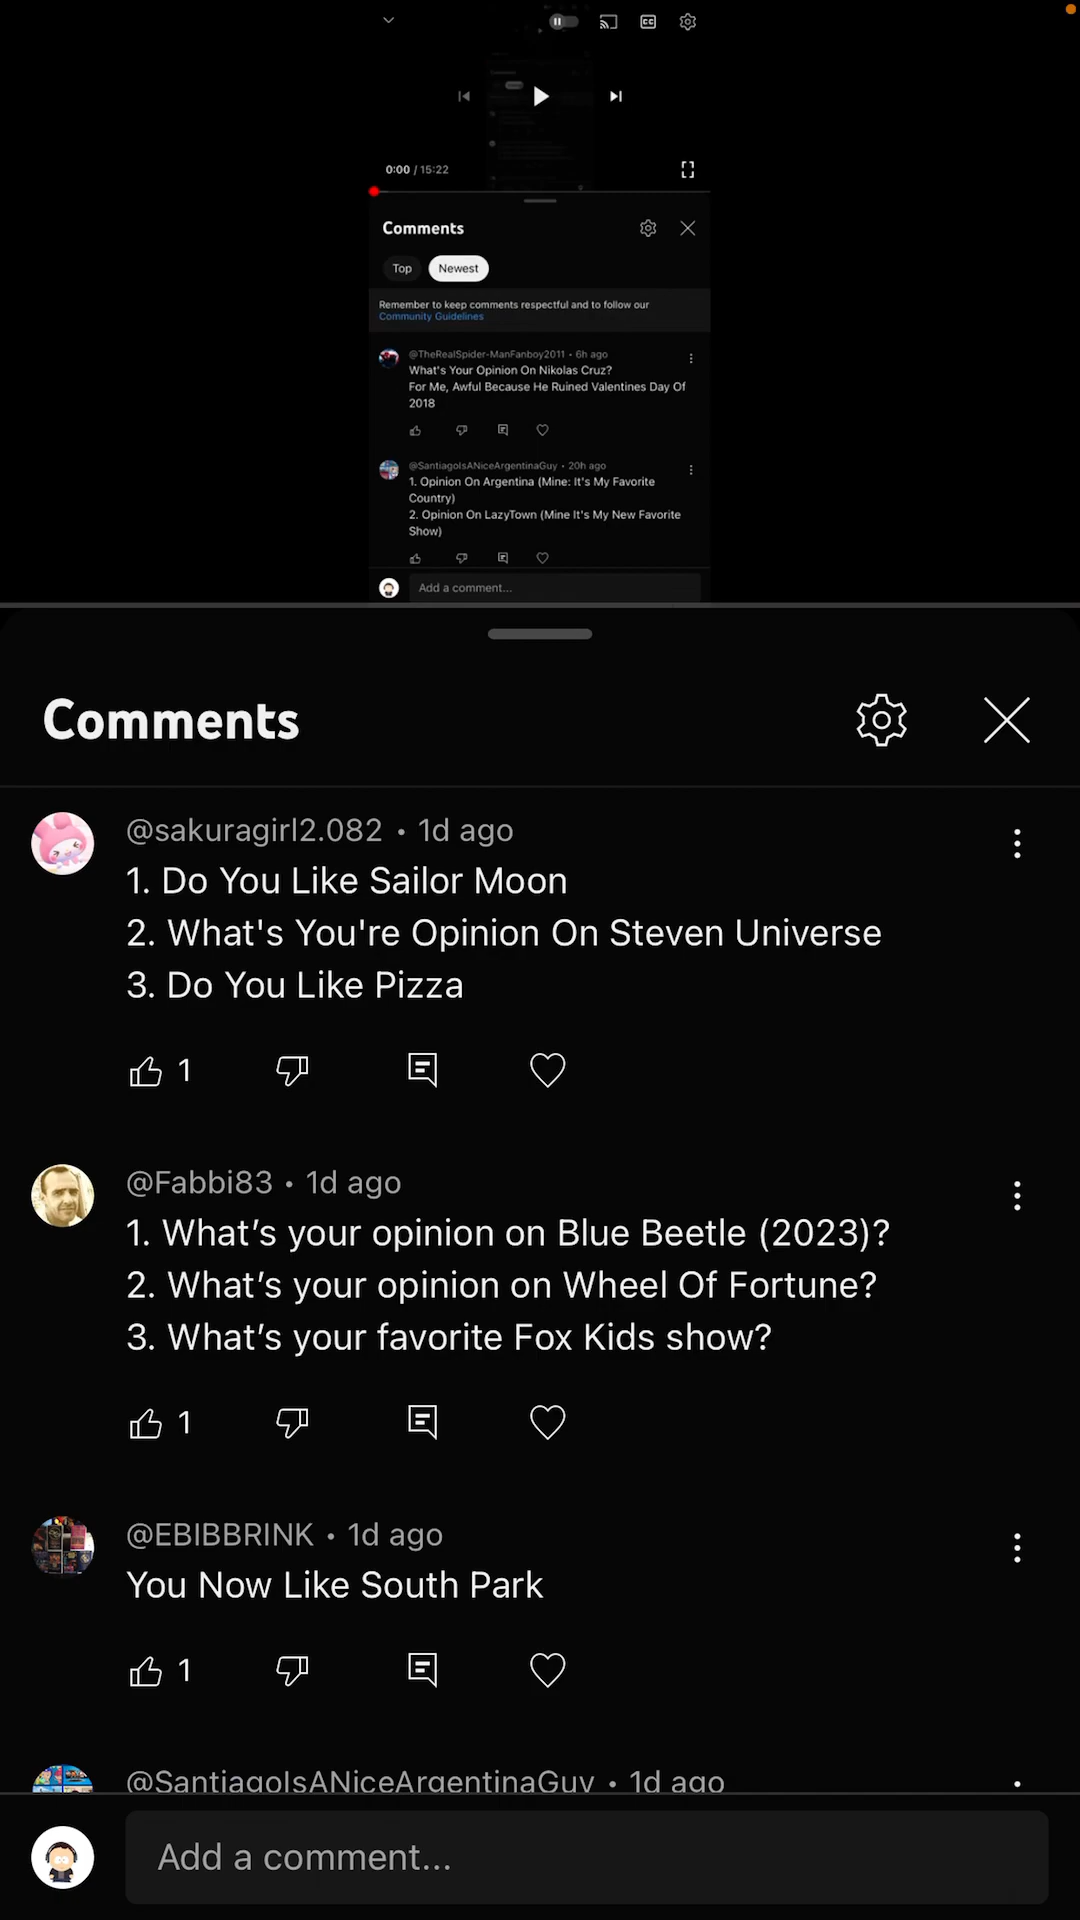 0:00 / 15:22
Comments
Top Newest
Remember to keep comments respectful and to follow our
Community Guidelines
@TheRealSpider-ManFanboy2011 • 6h ago
What's Your Opinion On Nikolas Cruz?
For Me, Awful Because He Ruined Valentines Day Of
2018
@SantiagoIsANiceArgentinaGuy • 20h ago
1. Opinion On Argentina (Mine: It's My Favorite
Country)
2. Opinion On LazyTown (Mine It's My New Favorite
Show)
Add a comment...
Comments
@sakuragirl2.082 • 1d ago
1. Do You Like Sailor Moon
2. What's You're Opinion On Steven Universe
3. Do You Like Pizza
1
@Fabbi83 • 1d ago
1. What’s your opinion on Blue Beetle (2023)?
2. What’s your opinion on Wheel Of Fortune?
3. What’s your favorite Fox Kids show?
1
@EBIBBRINK • 1d ago
You Now Like South Park
1
@SantiagoIsANiceArgentinaGuy • 1d ago
Add a comment...